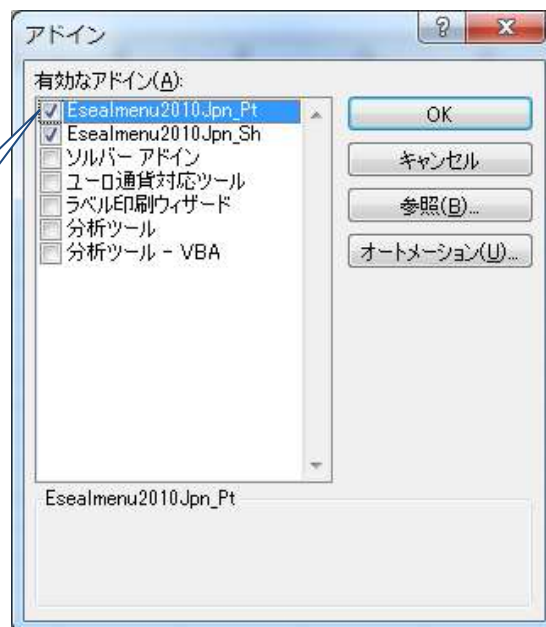 アドイン
有効なアドイン(A):
Esealmenu2010Jpn_Pt
Esealmenu2010Jpn_Sh
ソルバー アドイン
ユーロ通貨対応ツール
ラベル印刷ウィザード
分析ツール
分析ツール - VBA
OK
キャンセル
参照(B)...
オートメーション(U)...
Esealmenu2010Jpn_Pt